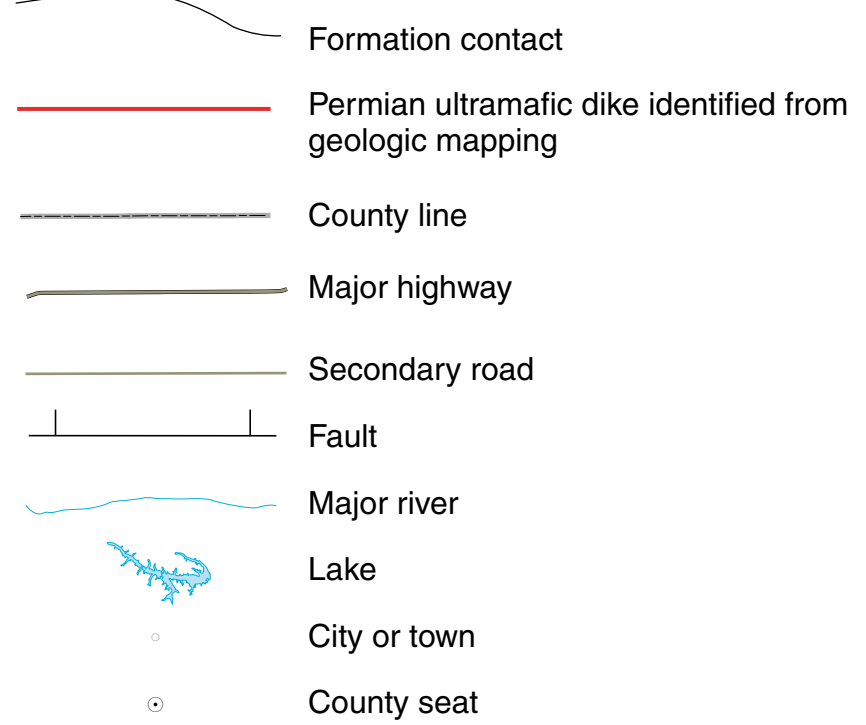 Formation contact
Permian ultramafic dike identified from
geologic mapping
County line
Major highway
Secondary road
Fault
Major river
Lake
City or town
County seat